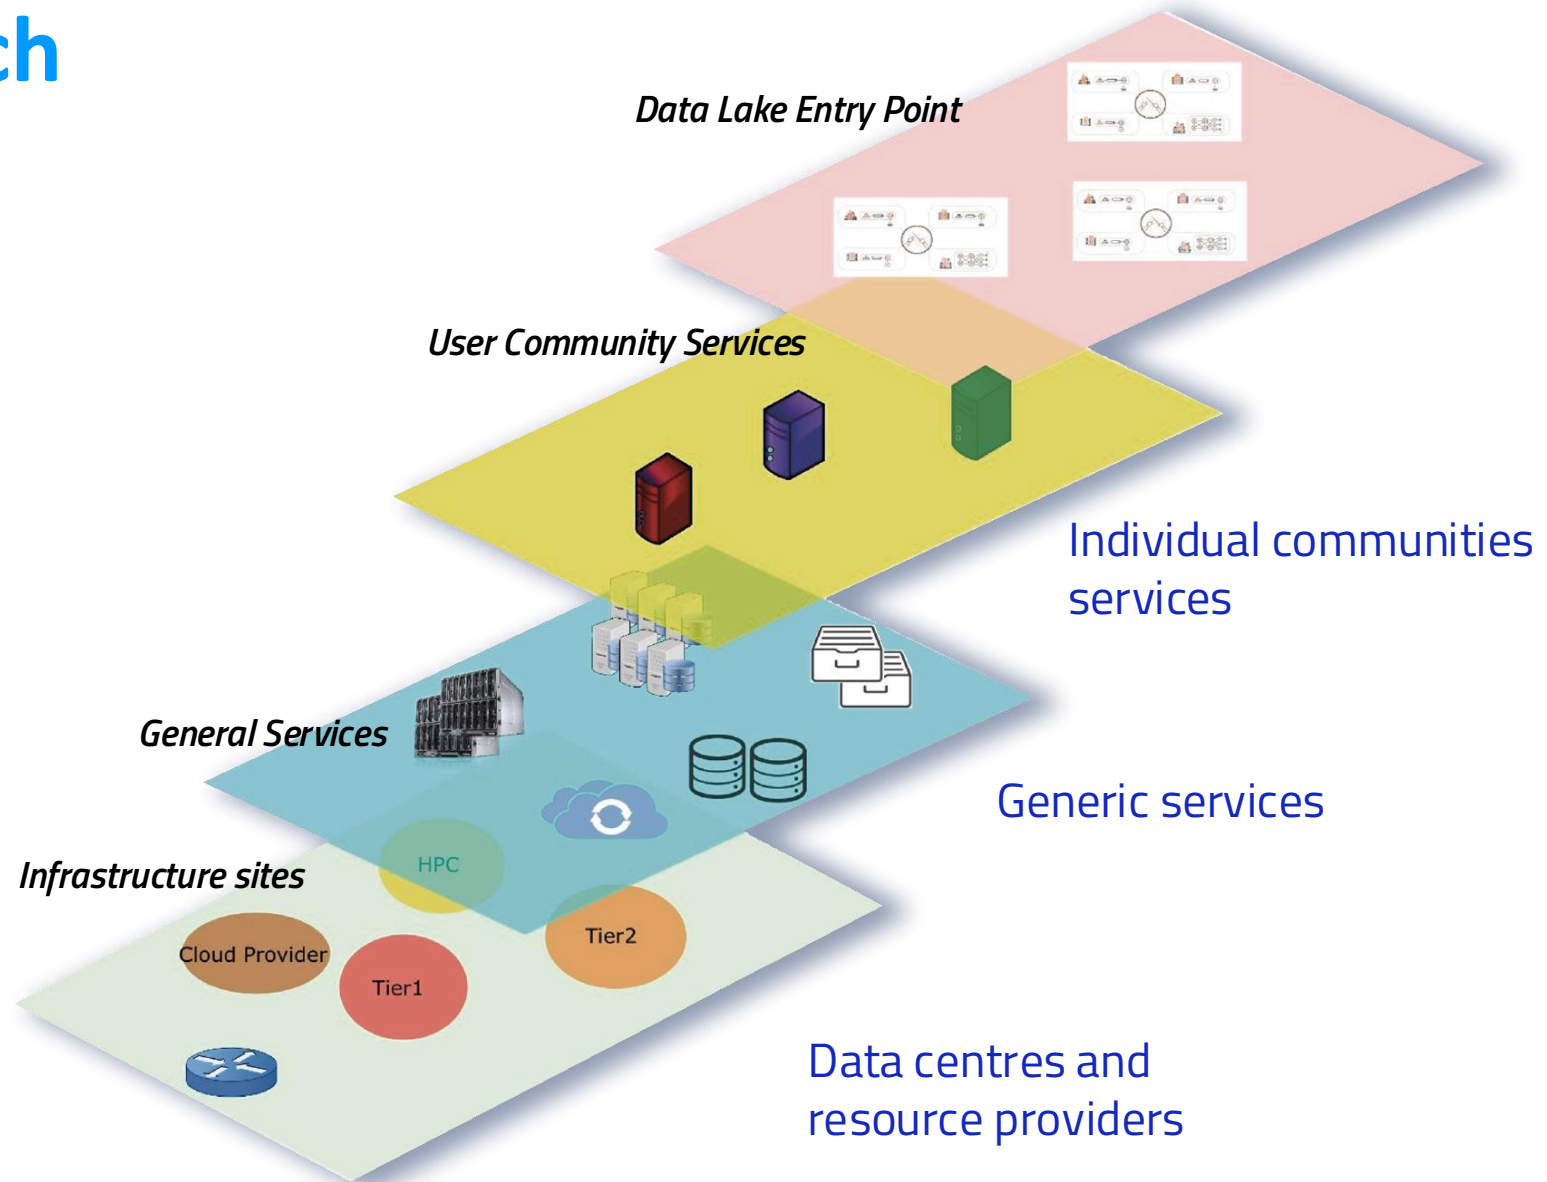 ch
Data Lake Entry Point
User Community Services
Individual communities
services
General Services
Generic services
HPC
Infrastructure sites
Tier2
Cloud Provider
Tier1
Data centres and
resource providers